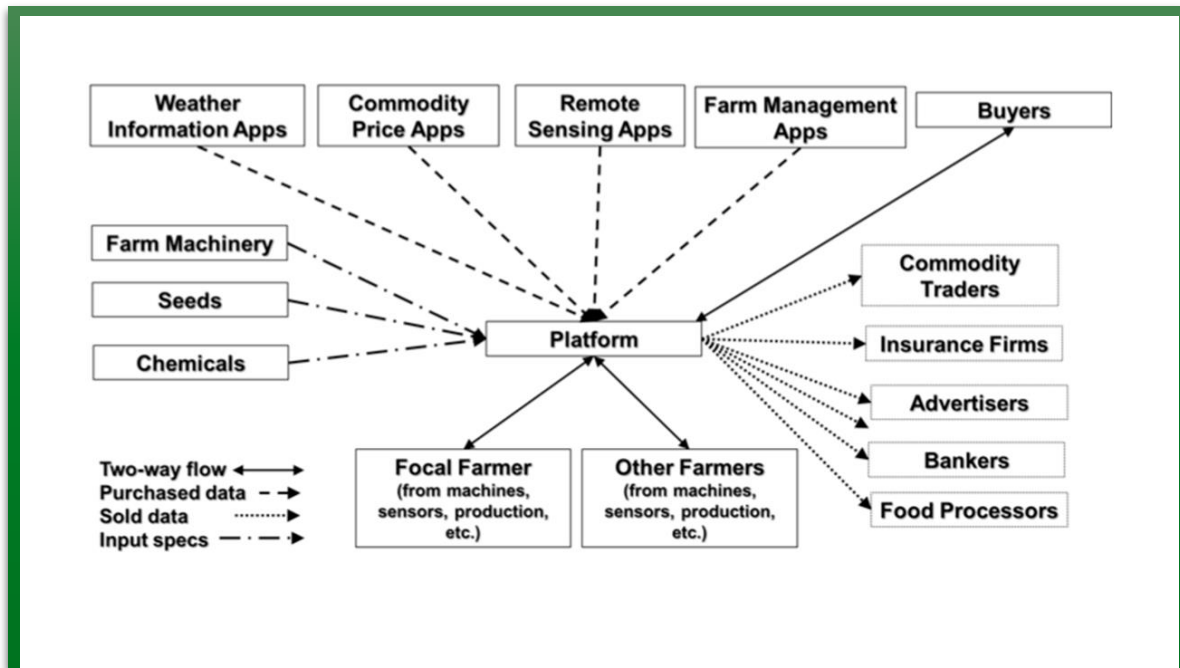 Weather
Information Apps
Commodity
Price Apps
Remote
Sensing Apps
Farm Management
Apps
Buyers
Farm Machinery
Seeds
Chemicals
Platform
Commodity
Traders
Insurance Firms
Advertisers
Bankers
Food Processors
Focal Farmer
(from machines,
sensors, production,
etc.)
Other Farmers
(from machines,
sensors, production,
etc.)
Two-way flow
Purchased data
Sold data
Input specs